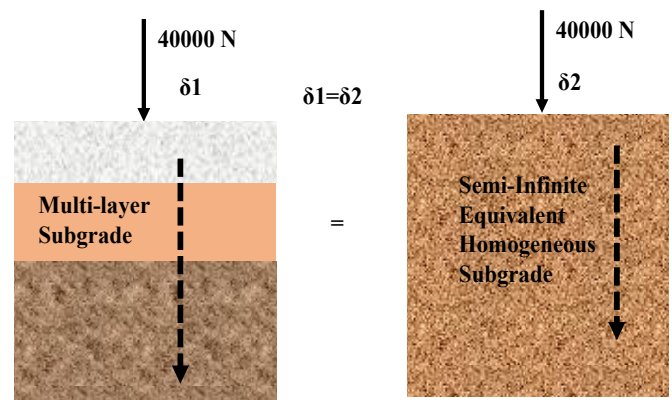 40000 N
δ1
δ1=δ2
40000 N
δ2
Multi-layer
Subgrade
=
Semi-Infinite
Equivalent
Homogeneous
Subgrade